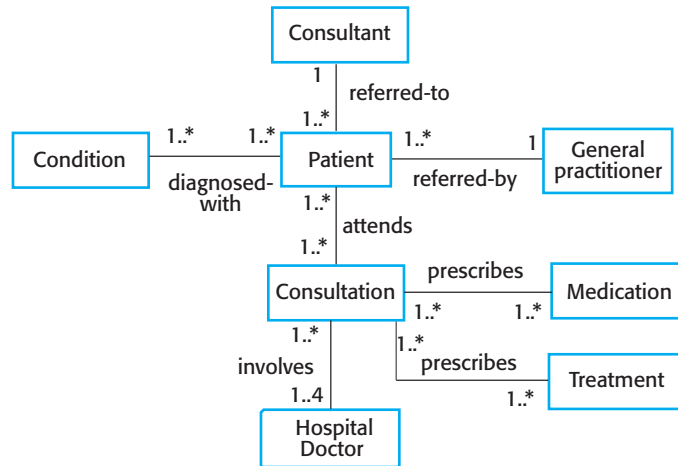 Consultant
1
referred-to
1..*
1..*
1..*
1..*
1
Condition
Patient
General
practitioner
diagnosed-
with
referred-by
1..*
attends
1..*
prescribes
Consultation
Medication
1..*
1..*
1..*
1..*
involves
prescribes
Treatment
1..4
1..*
Hospital
Doctor